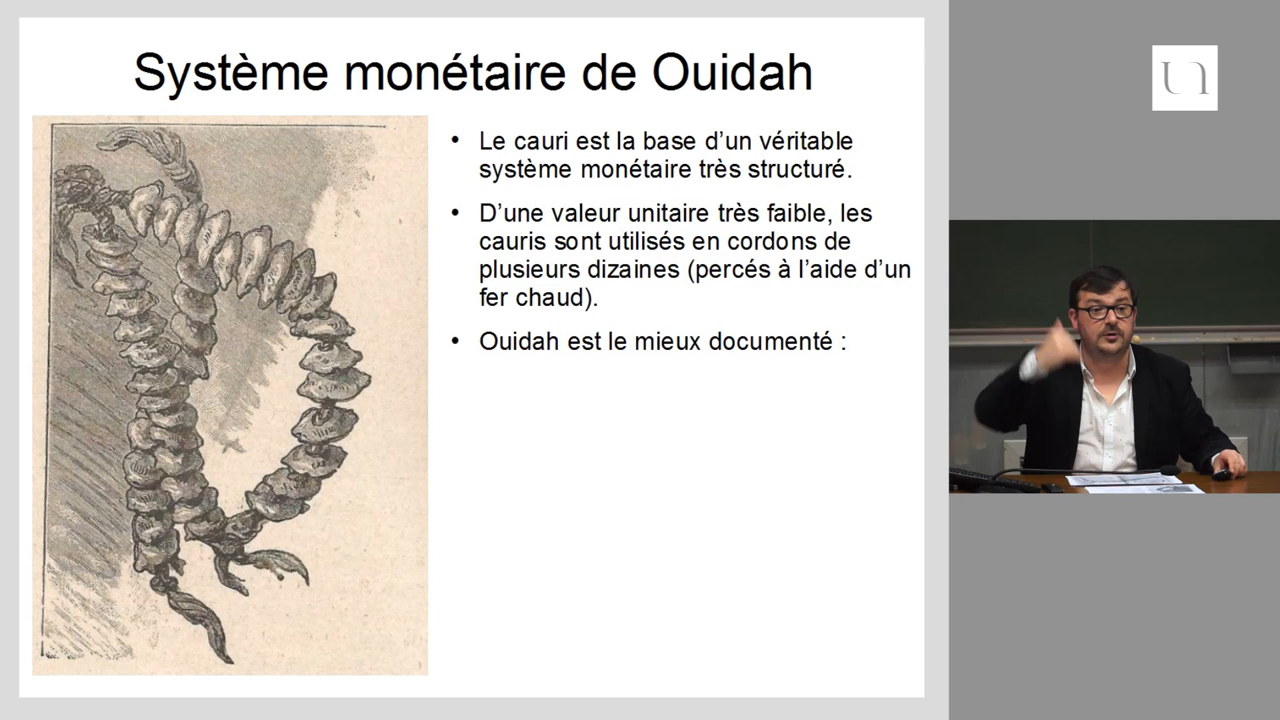 Système monétaire de Ouidah
• Le cauri est la base d’un véritable
système monétaire très structuré.
• D’une valeur unitaire très faible, les
cauris sont utilisés en cordons de
plusieurs dizaines (percés à l’aide d’un
fer chaud).
• Ouidah est le mieux documenté :